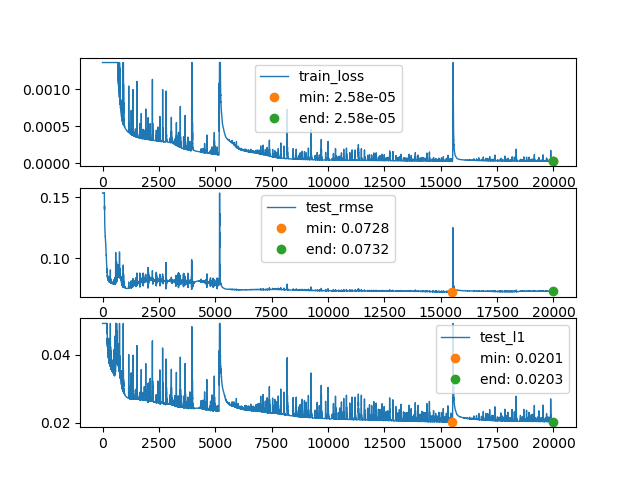 train_loss
min: 2.58e-05
end: 2.58e-05
0.0010
0.0005
0.0000
0 2500 5000 7500 10000 12500 15000 17500 20000
test_rmse
min: 0.0728
end: 0.0732
0.15
0.10
0 2500 5000 7500 10000 12500 15000 17500 20000
test_l1
min: 0.0201
end: 0.0203
0.04
0.02
0 2500 5000 7500 10000 12500 15000 17500 20000